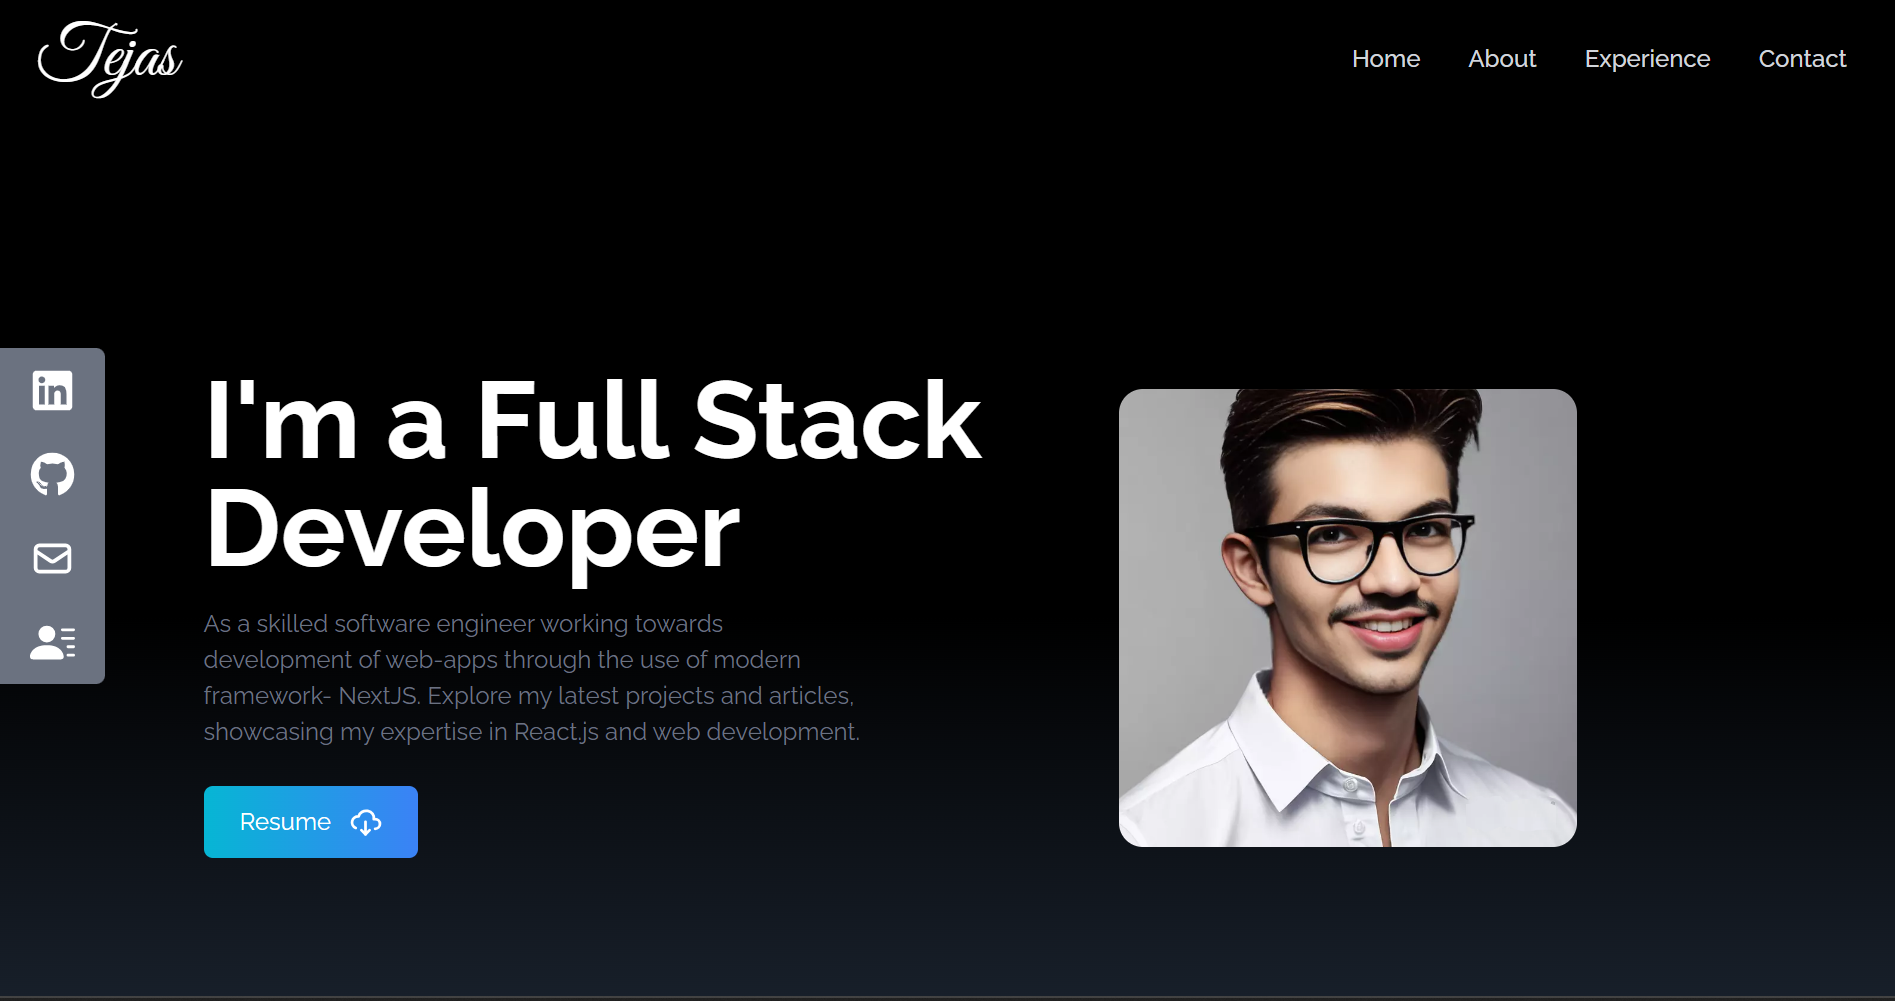 Tejas
Home About Experience Contact
in
I'm a Full Stack
Developer
As a skilled software engineer working towards
development of web-apps through the use of modern
framework- NextJS. Explore my latest projects and articles,
showcasing my expertise in React.js and web development.
Resume